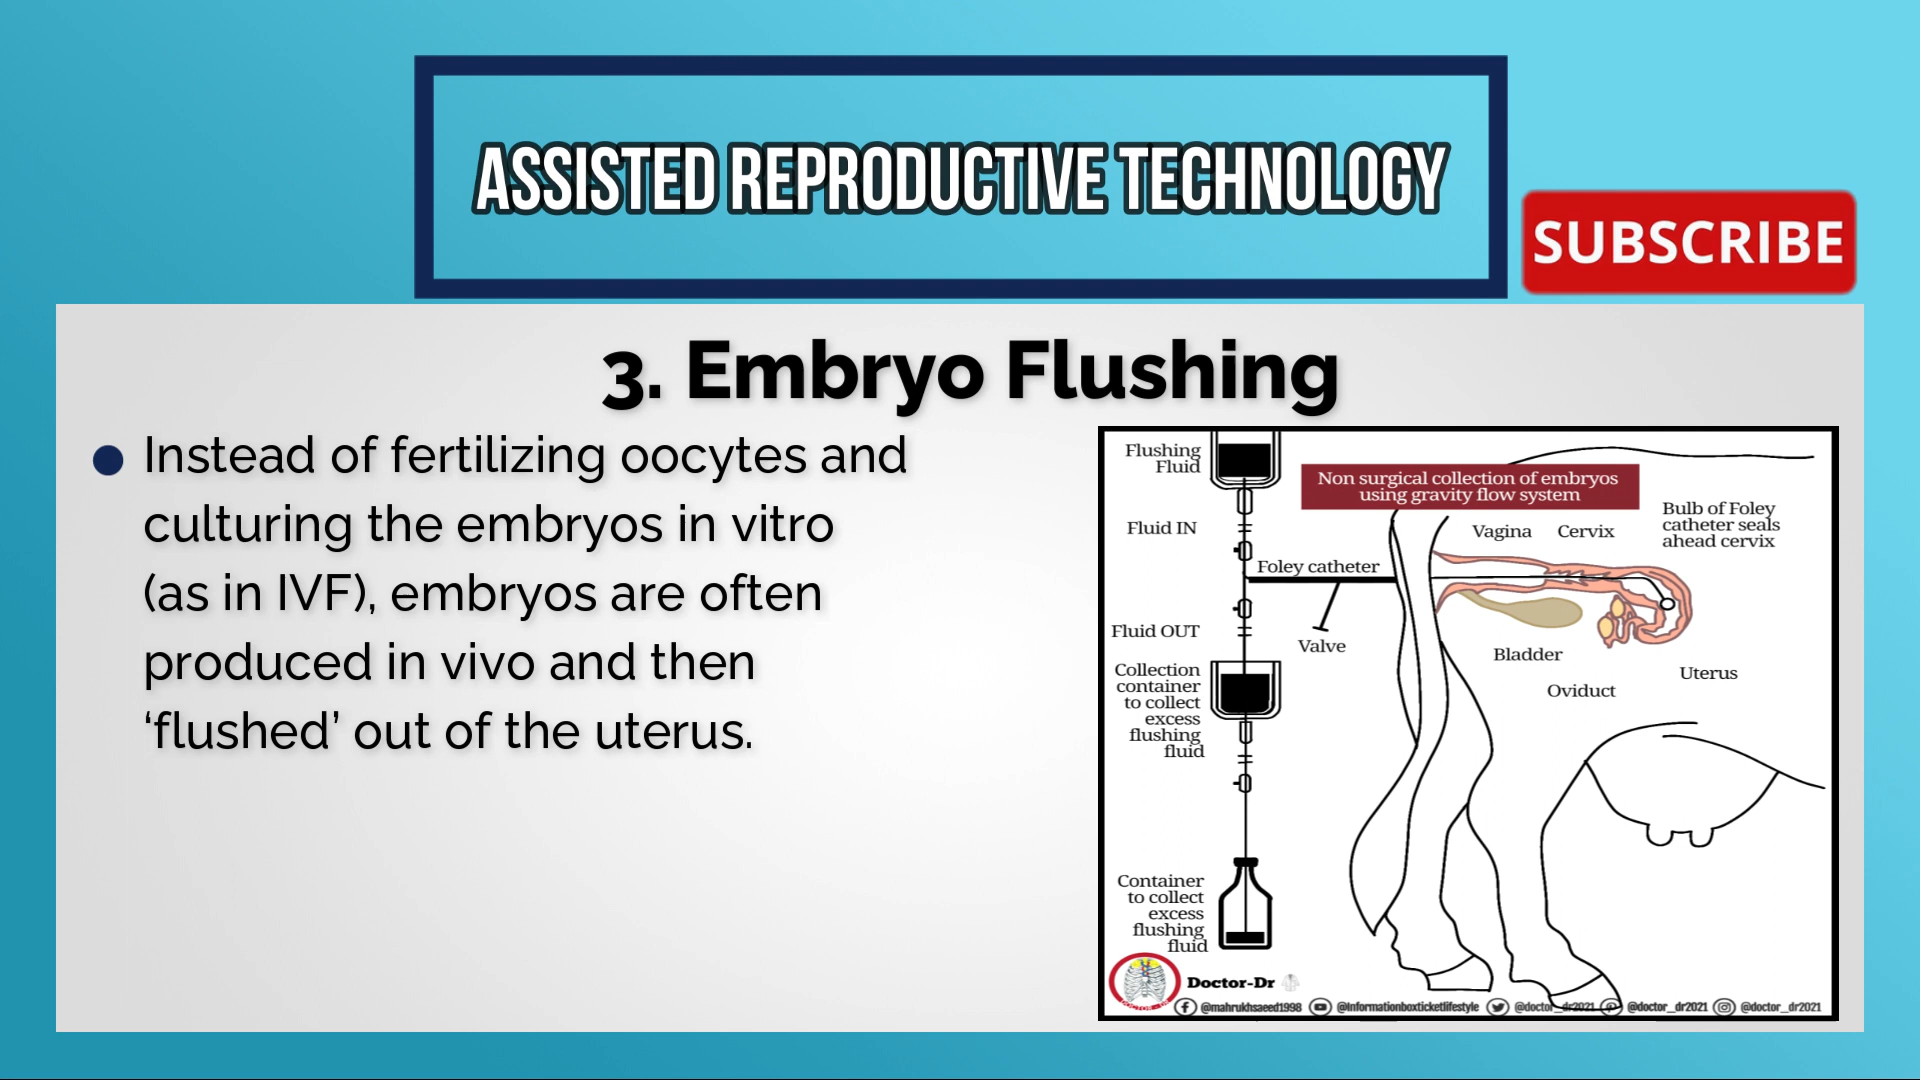 ASSISTED REPRODUCTIVE TECHNOLOGY
SUBSCRIBE
3. Embryo Flushing
Instead of fertilizing oocytes and
culturing the embryos in vitro
(as in IVF), embryos are often
produced in vivo and then
‘flushed’ out of the uterus.
Flushing
Fluid
Non surgical collection of embryos
using gravity flow system
Fluid IN
Vagina
Cervix
Bulb of Foley
catheter seals
ahead cervix
Foley catheter
Fluid OUT
Valve
Bladder
Oviduct
Uterus
Collection
container
to collect
excess
flushing
fluid
Container
to collect
excess
flushing
fluid
Doctor-Dr
@mahrukhsaeed1998 @informationboxticketlifestyle @doctor_dr2021 @doctor_dr2021 @doctor_dr2021